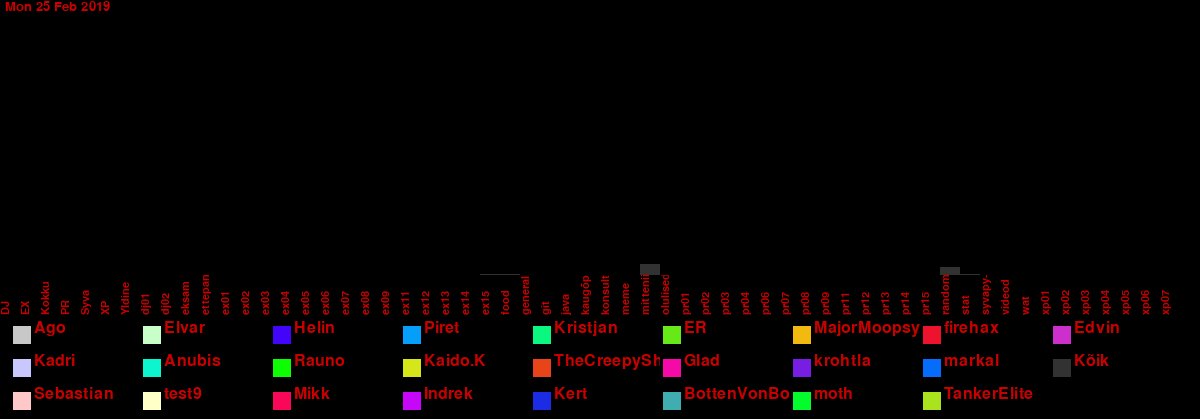 Mon 25 Feb 2019
DJ EX Kokku PR Syva XP Yldine dj01 dj02 eksam ettepan ex01 ex02 ex03 ex04 ex05 ex06 ex07 ex08 ex09 ex11 ex12 ex13 ex14 ex15 food general git java kaugõp konsult meme mitteniii olulised pr01 pr02 pr03 pr04 pr06 pr07 pr08 pr09 pr11 pr12 pr13 pr14 pr15 random stat syvapy- videod wat xp01 xp02 xp03 xp04 xp05 xp06 xp07
Ago Elvar Helin Piret Kristjan ER MajorMoopsy firehax Edvin
Kadri Anubis Rauno Kaido.K TheCreepySh Glad krohtla markal Kõik
Sebastian test9 Mikk Indrek Kert BottenVonBo moth TankerElite